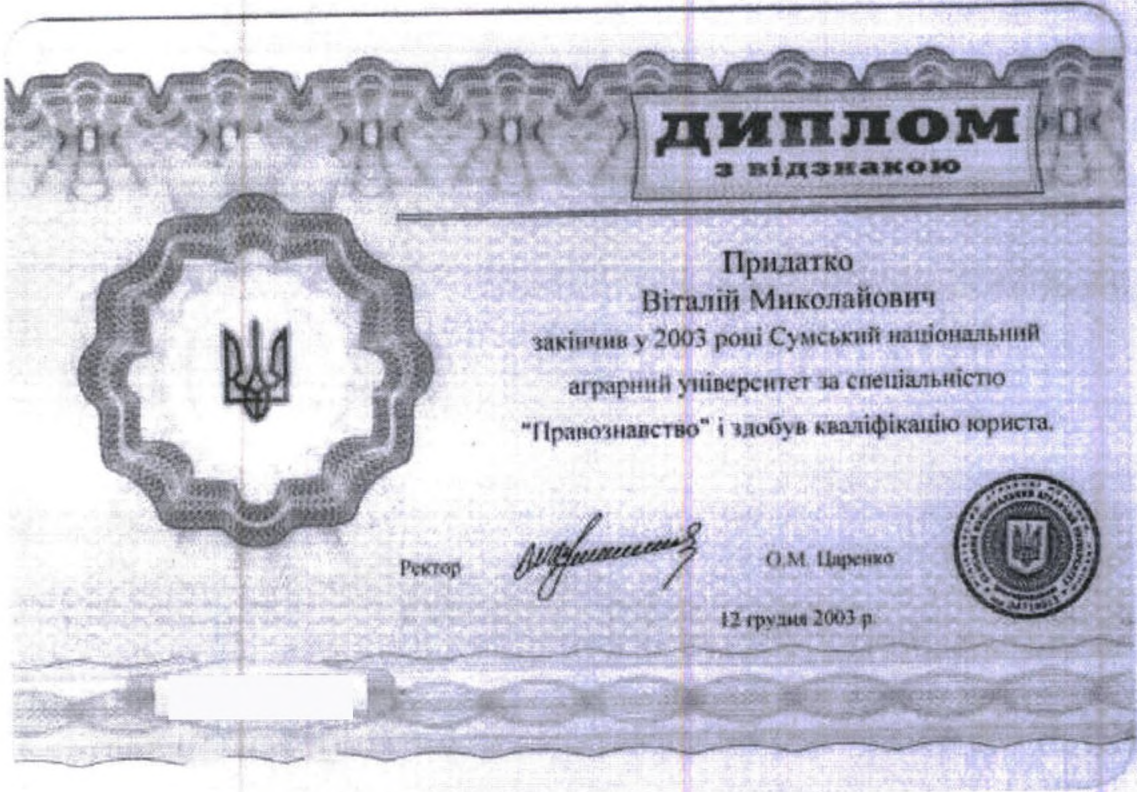 ДИПЛОМ
з відзнакою
Придатко
Віталій Миколайович
закінчив у 2003 році Сумський національний
аграрний університет за спеціальністю
"Правознавство" і здобув кваліфікацію юриста.
Ректор О.М. Царенко
12 грудня 2003 р.